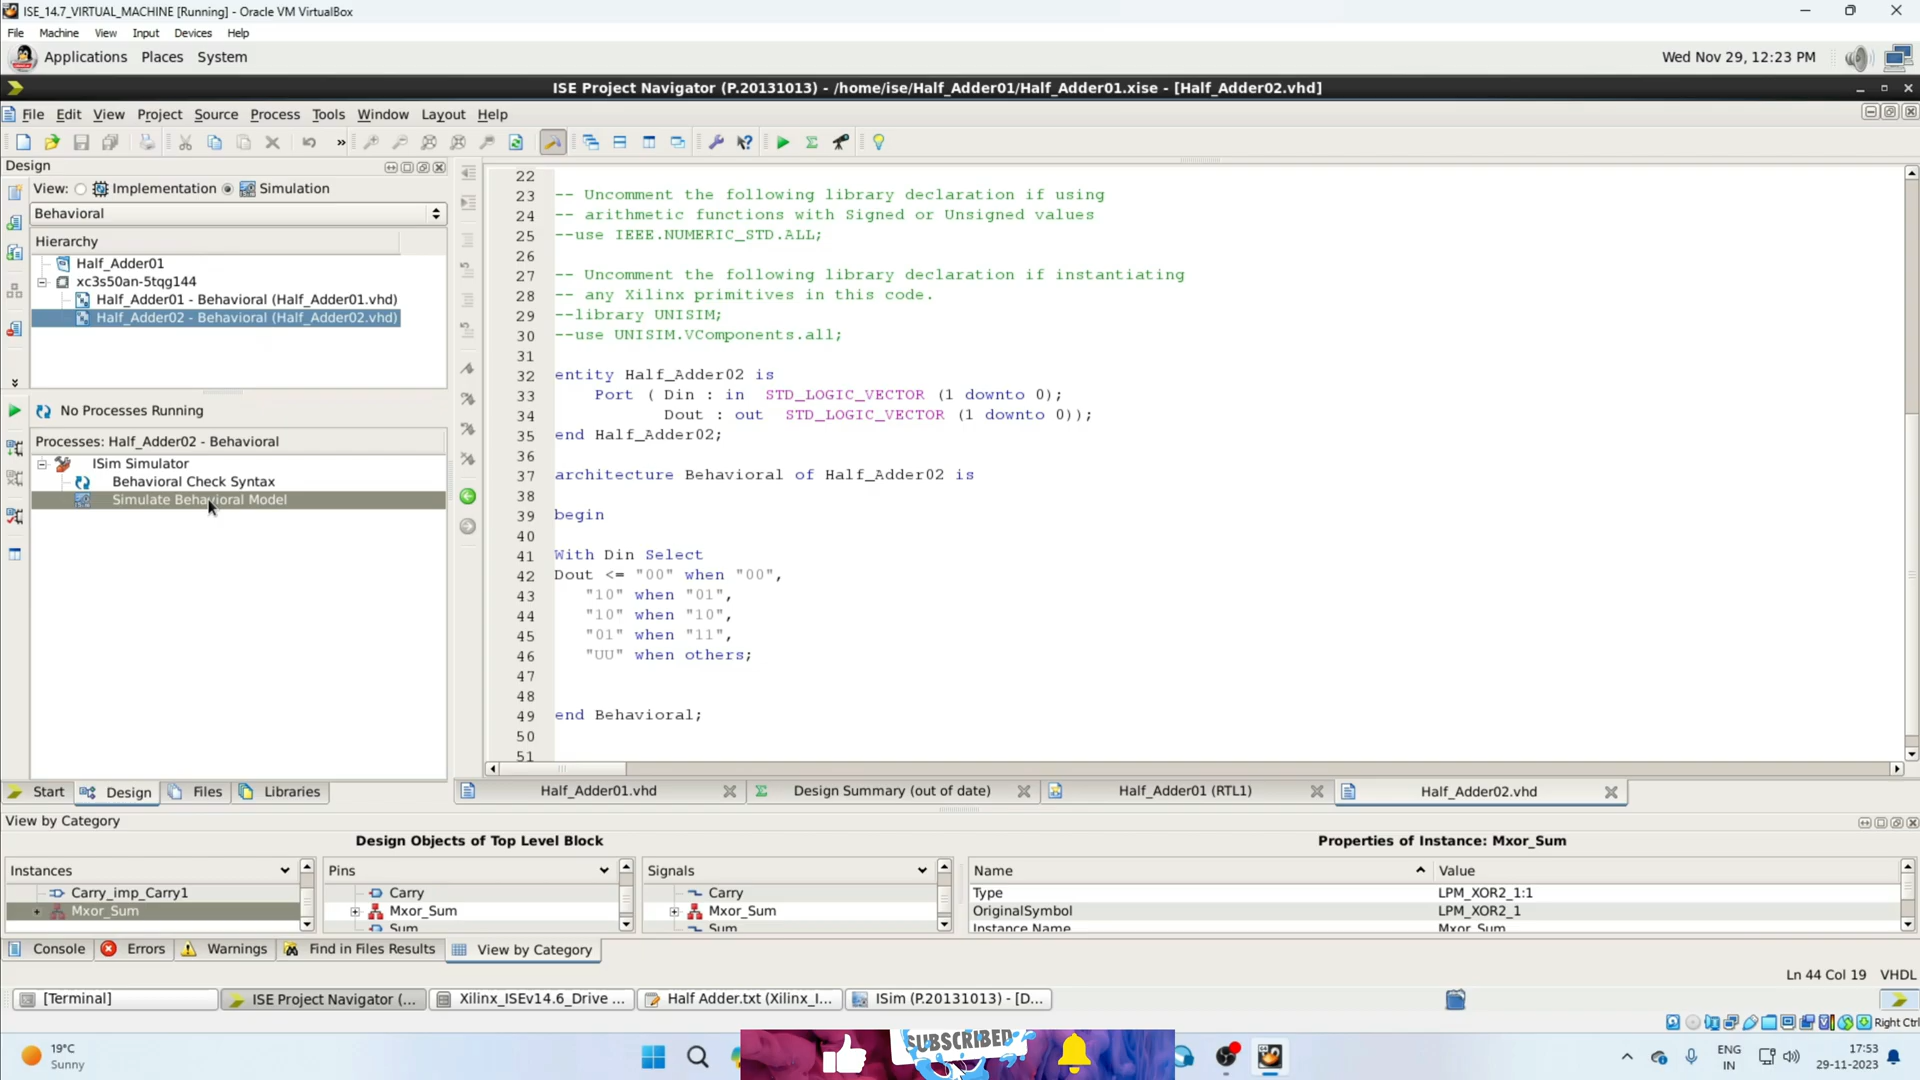 ISE_14.7_VIRTUAL_MACHINE [Running] - Oracle VM VirtualBox
File Machine View Input Devices Help
Applications Places System
Wed Nov 29, 12:23 PM
ISE Project Navigator (P.20131013) - /home/ise/Half_Adder01/Half_Adder01.xise - [Half_Adder02.vhd]
File Edit View Project Source Process Tools Window Layout Help
Design
View: Implementation Simulation
Behavioral
Hierarchy
Half_Adder01
xc3s50an-5tqg144
Half_Adder01 - Behavioral (Half_Adder01.vhd)
Half_Adder02 - Behavioral (Half_Adder02.vhd)
No Processes Running
Processes: Half_Adder02 - Behavioral
ISim Simulator
Behavioral Check Syntax
Simulate Behavioral Model
22
23 -- Uncomment the following library declaration if using
24 -- arithmetic functions with Signed or Unsigned values
25 --use IEEE.NUMERIC_STD.ALL;
26
27 -- Uncomment the following library declaration if instantiating
28 -- any Xilinx primitives in this code.
29 --library UNISIM;
30 --use UNISIM.VComponents.all;
31
32 entity Half_Adder02 is
33 Port ( Din : in STD_LOGIC_VECTOR (1 downto 0);
34 Dout : out STD_LOGIC_VECTOR (1 downto 0));
35 end Half_Adder02;
36
37 architecture Behavioral of Half_Adder02 is
38
39 begin
40
41 With Din Select
42 Dout <= "00" when "00",
43 "10" when "01",
44 "10" when "10",
45 "01" when "11",
46 "UU" when others;
47
48
49 end Behavioral;
50
51
Start Design Files Libraries
Half_Adder01.vhd Design Summary (out of date) Half_Adder01 (RTL1) Half_Adder02.vhd
View by Category
Design Objects of Top Level Block Properties of Instance: Mxor_Sum
Instances Pins Signals Name Value
Carry_imp_Carry1 Carry Carry Type LPM_XOR2_1:1
Mxor_Sum Mxor_Sum Mxor_Sum OriginalSymbol LPM_XOR2_1
Sum Sum Instance Name Mxor_Sum
Console Errors Warnings Find in Files Results View by Category
Ln 44 Col 19 VHDL
[Terminal] ISE Project Navigator (... Xilinx_ISEv14.6_Drive ... Half Adder.txt (Xilinx_I... ISim (P.20131013) - [D...
Right Ctrl
19°C
Sunny
SUBSCRIBED
ENG
IN
17:53
29-11-2023